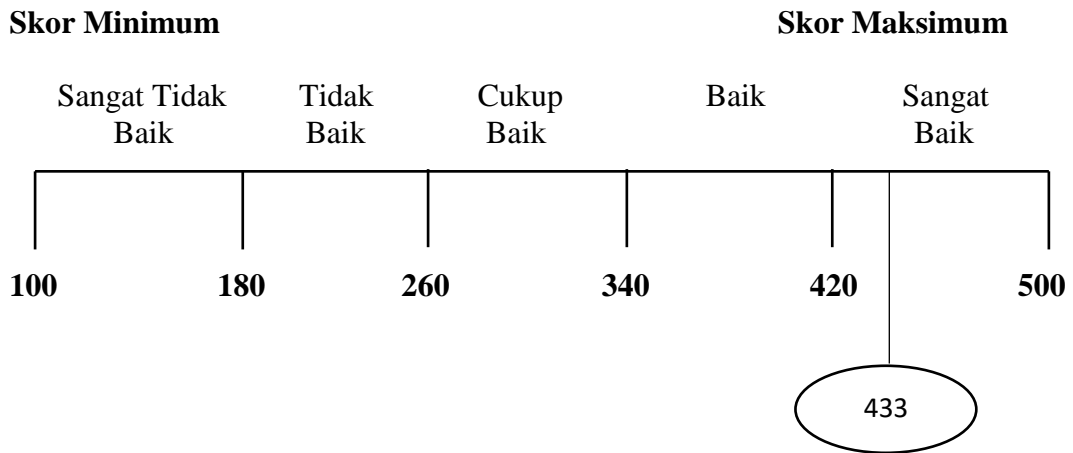 Skor Minimum Skor Maksimum
Sangat Tidak Tidak Cukup Baik Sangat
Baik Baik Baik Baik
100 180 260 340 420 500
433